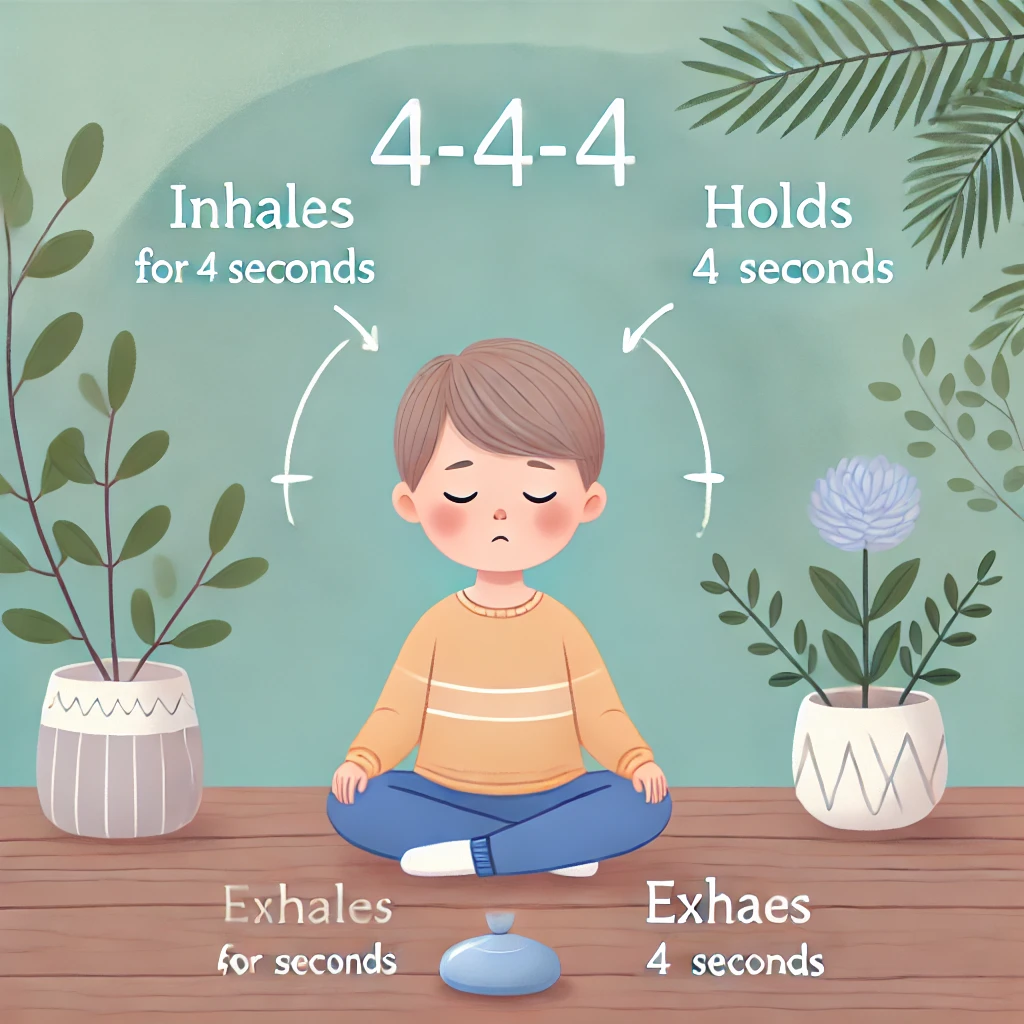 4-4-4
Inhales
for 4 seconds
Holds
4 seconds
Exhales
for seconds
Exhaes
4 seconds